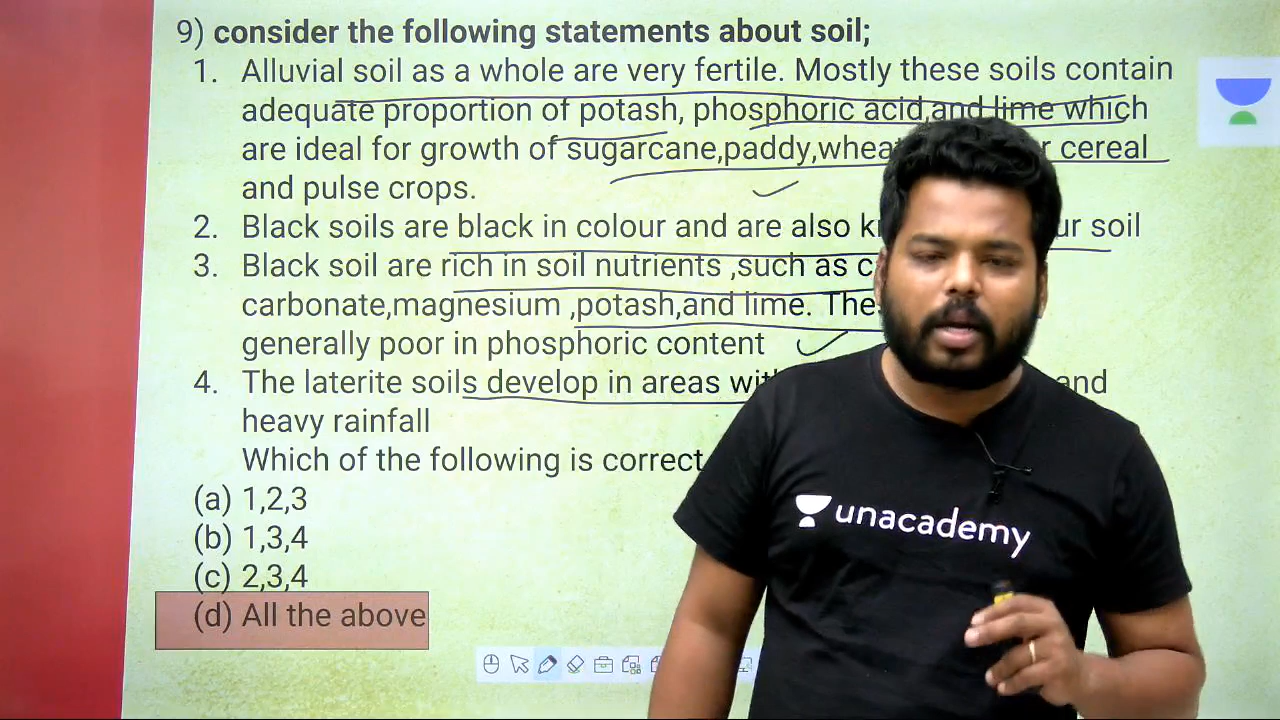 9) consider the following statements about soil;
1. Alluvial soil as a whole are very fertile. Mostly these soils contain
adequate proportion of potash, phosphoric acid,and lime which
are ideal for growth of sugarcane,paddy,wheat cereal
and pulse crops.
2. Black soils are black in colour and are also soil
3. Black soil are rich in soil nutrients ,such as
carbonate,magnesium ,potash,and lime.
generally poor in phosphoric content
4. The laterite soils develop in areas and
heavy rainfall
Which of the following is correct
(a) 1,2,3
(b) 1,3,4
(c) 2,3,4
(d) All the above
unacademy